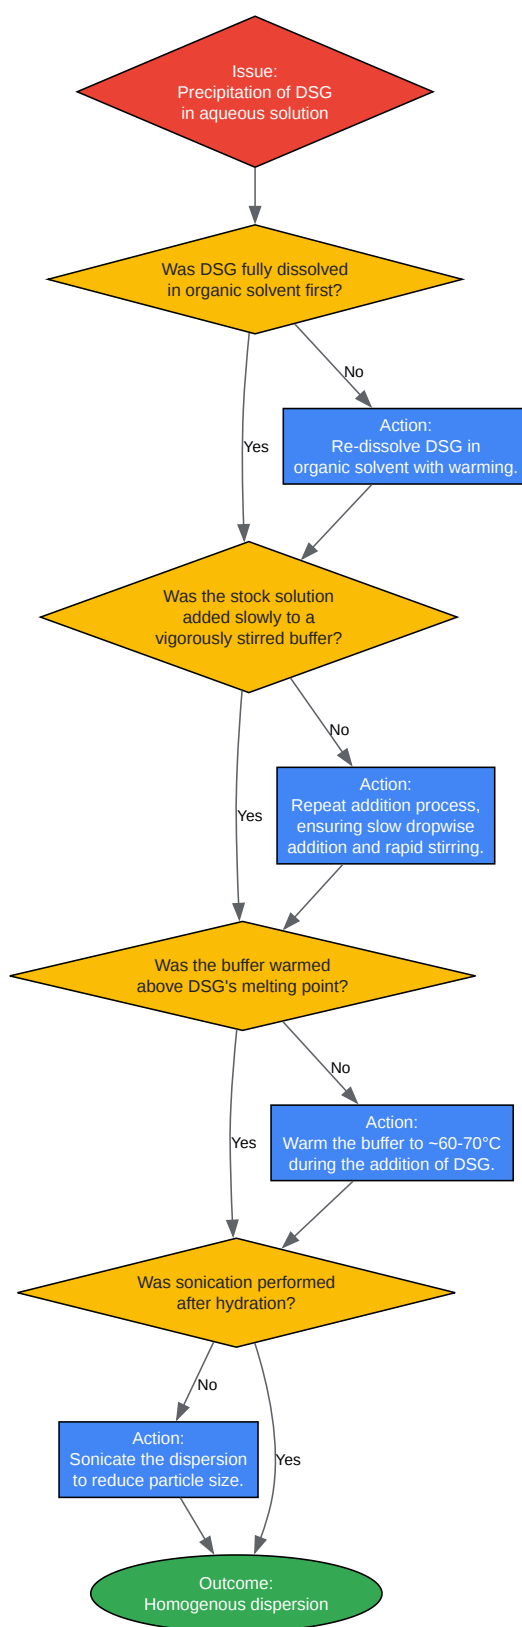 Issue:
Precipitation of DSG
in aqueous solution
Was DSG fully dissolved
in organic solvent first?
No
Action:
Re-dissolve DSG in
organic solvent with warming.
Yes
Was the stock solution
added slowly to a
vigorously stirred buffer?
No
Action:
Repeat addition process,
ensuring slow dropwise
addition and rapid stirring.
Yes
Was the buffer warmed
above DSG's melting point?
No
Action:
Warm the buffer to ~60-70°C
during the addition of DSG.
Yes
Was sonication performed
after hydration?
No
Action:
Sonicate the dispersion
to reduce particle size.
Yes
Outcome:
Homogenous dispersion